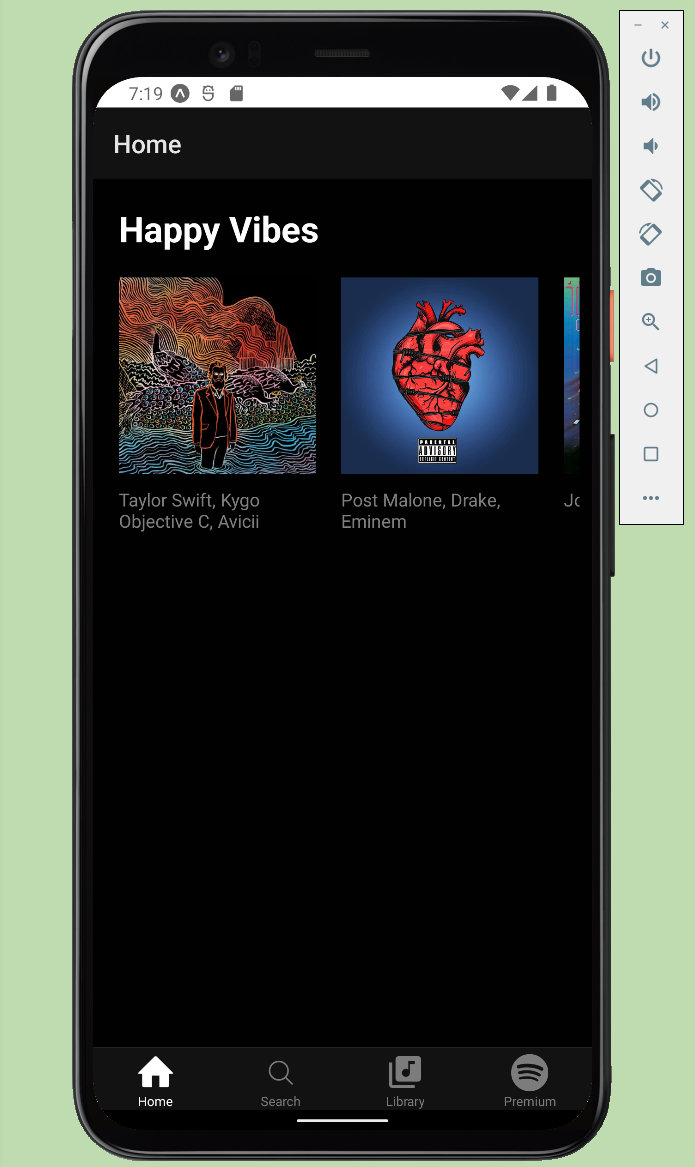 7:19
Home
Happy Vibes
PARENTAL
ADVISORY
EXPLICIT CONTENT
Taylor Swift, Kygo
Objective C, Avicii
Post Malone, Drake,
Eminem
Home
Search
Library
Premium